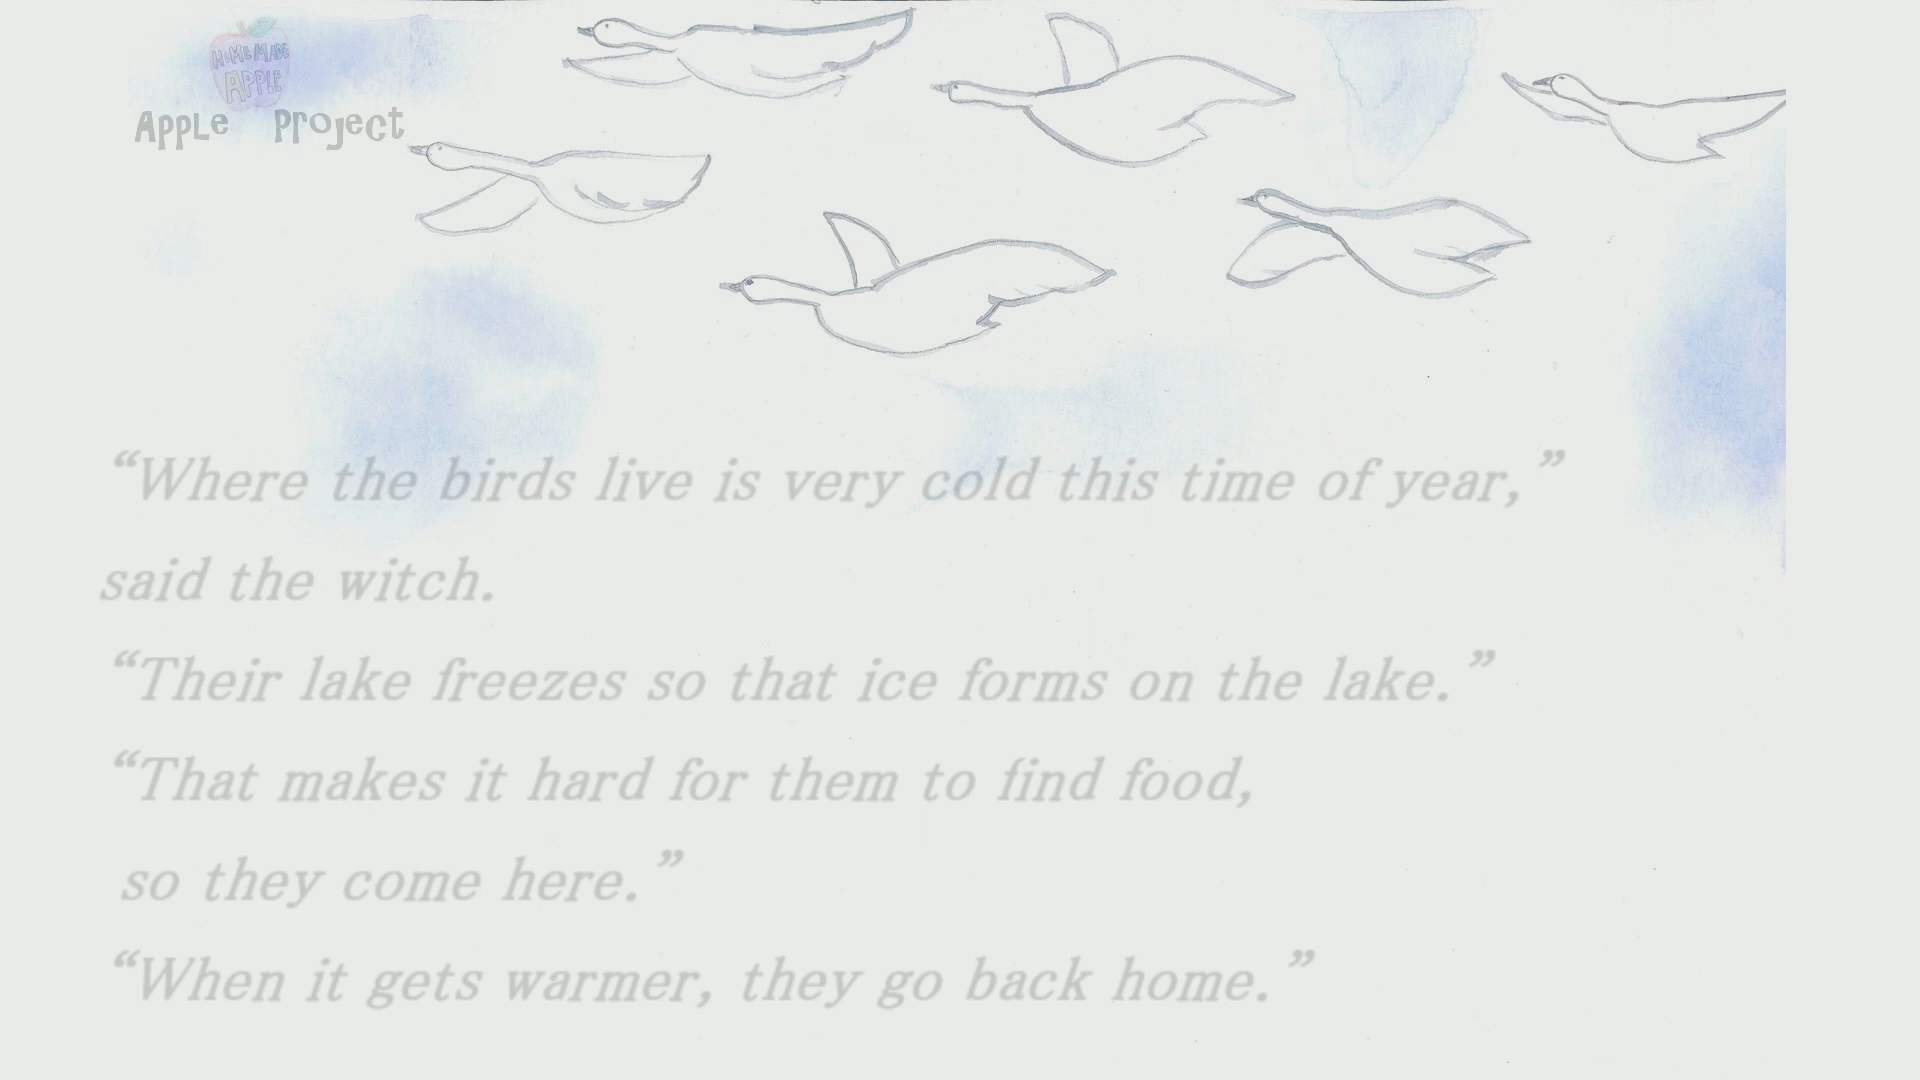 HOMEMADE
APPLE
Apple Project
“Where the birds live is very cold this time of year,”
said the witch.
“Their lake freezes so that ice forms on the lake.”
“That makes it hard for them to find food,
so they come here.”
“When it gets warmer, they go back home.”